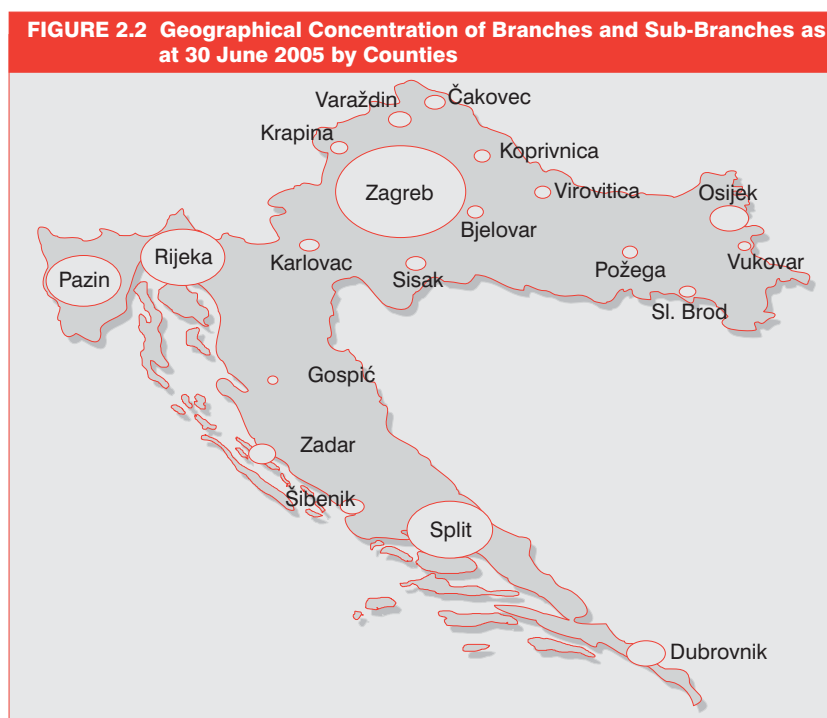 FIGURE 2.2 Geographical Concentration of Branches and Sub-Branches as
at 30 June 2005 by Counties
Čakovec
Varaždin
Krapina
Koprivnica
Zagreb
Virovitica
Osijek
Bjelovar
Rijeka
Karlovac
Sisak
Požega
Vukovar
Pazin
Sl. Brod
Gospić
Zadar
Šibenik
Split
Dubrovnik